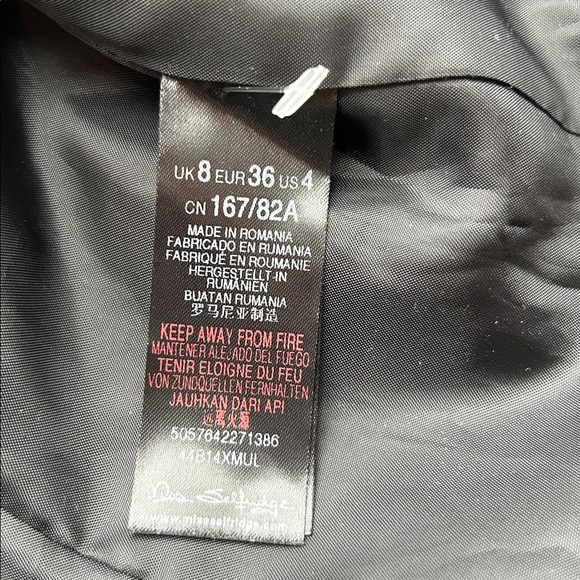 UK 8 EUR 36 US 4
CN 167/82A
MADE IN ROMANIA
FABRICADO EN RUMANIA
FABRIQUÉ EN ROUMANIE
HERGESTELLT-IN
RUMÄNIEN
BUATAN RUMANIA
罗马尼亚制造
KEEP AWAY FROM FIRE
MANTENER ALEJADO DEL FUEGO
TENIR ELOIGNE DU FEU
VON ZUNDQUELLEN FERNHALTEN
JAUHKAN DARI API
远离火源
5057642271386
44B14XMUL
Miss Selfridge
www.missselfridge.com